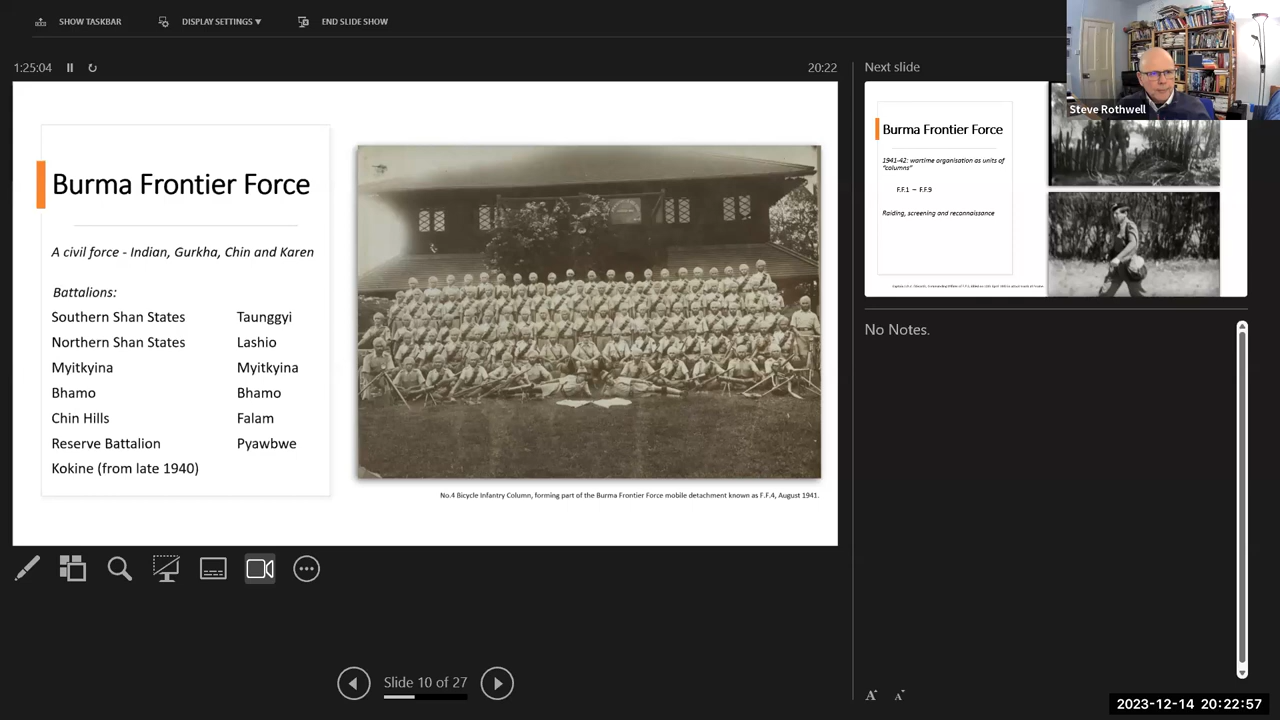 SHOW TASKBAR
DISPLAY SETTINGS ▼
END SLIDE SHOW
1:25:04
20:22
Burma Frontier Force
A civil force - Indian, Gurkha, Chin and Karen
Battalions:
Southern Shan States Taunggyi
Northern Shan States Lashio
Myitkyina Myitkyina
Bhamo Bhamo
Chin Hills Falam
Reserve Battalion Pyawbwe
Kokine (from late 1940)
No.4 Bicycle Infantry Column, forming part of the Burma Frontier Force mobile detachment known as F.F.4, August 1941.
Slide 10 of 27
Next slide
Steve Rothwell
Burma Frontier Force
1941-42: wartime organisation as units of
"columns"
F.F.1 – F.F.9
Raiding, screening and reconnaissance
No Notes.
A A
2023-12-14 20:22:57